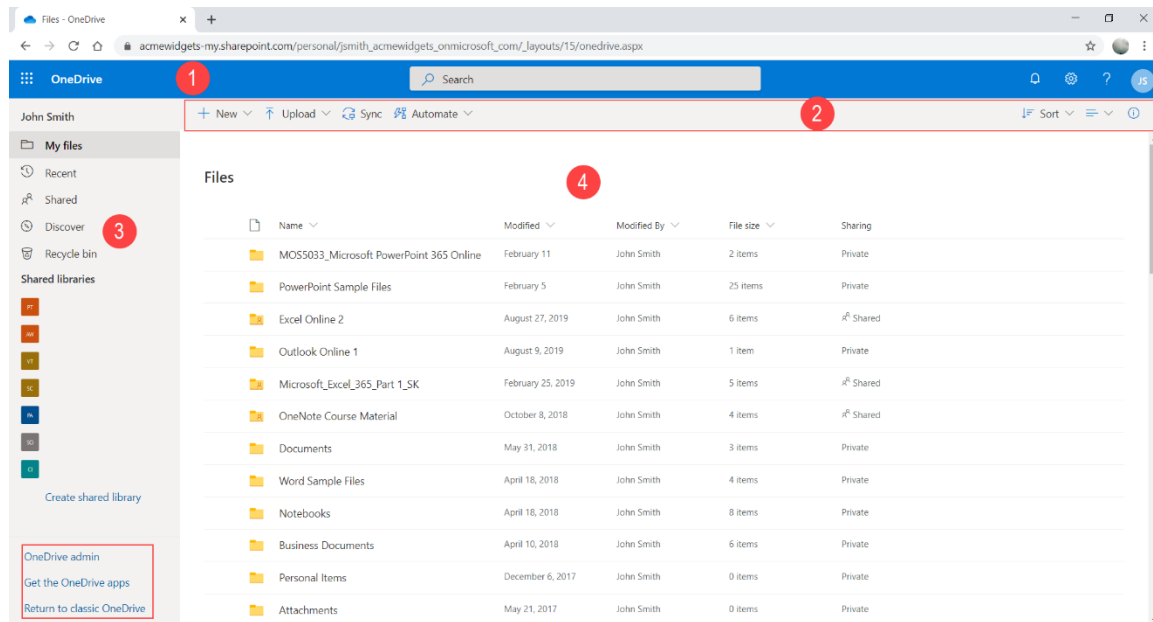 Files - OneDrive
acmewidgets-my.sharepoint.com/personal/jsmith_acmewidgets_onmicrosoft_com/_layouts/15/onedrive.aspx
OneDrive 1 Search ? JS
John Smith
New Upload Sync Automate 2 Sort
My files
Recent
Shared
Discover
Recycle bin
3
Shared libraries
PT
AW
VT
SC
PA
SD
CI
Create shared library
OneDrive admin
Get the OneDrive apps
Return to classic OneDrive
Files 4
Name Modified Modified By File size Sharing
MOS5033_Microsoft PowerPoint 365 Online February 11 John Smith 2 items Private
PowerPoint Sample Files February 5 John Smith 25 items Private
Excel Online 2 August 27, 2019 John Smith 6 items Shared
Outlook Online 1 August 9, 2019 John Smith 1 item Private
Microsoft_Excel_365_Part 1_SK February 25, 2019 John Smith 5 items Shared
OneNote Course Material October 8, 2018 John Smith 4 items Shared
Documents May 31, 2018 John Smith 3 items Private
Word Sample Files April 18, 2018 John Smith 4 items Private
Notebooks April 18, 2018 John Smith 8 items Private
Business Documents April 10, 2018 John Smith 6 items Private
Personal Items December 6, 2017 John Smith 0 items Private
Attachments May 21, 2017 John Smith 0 items Private